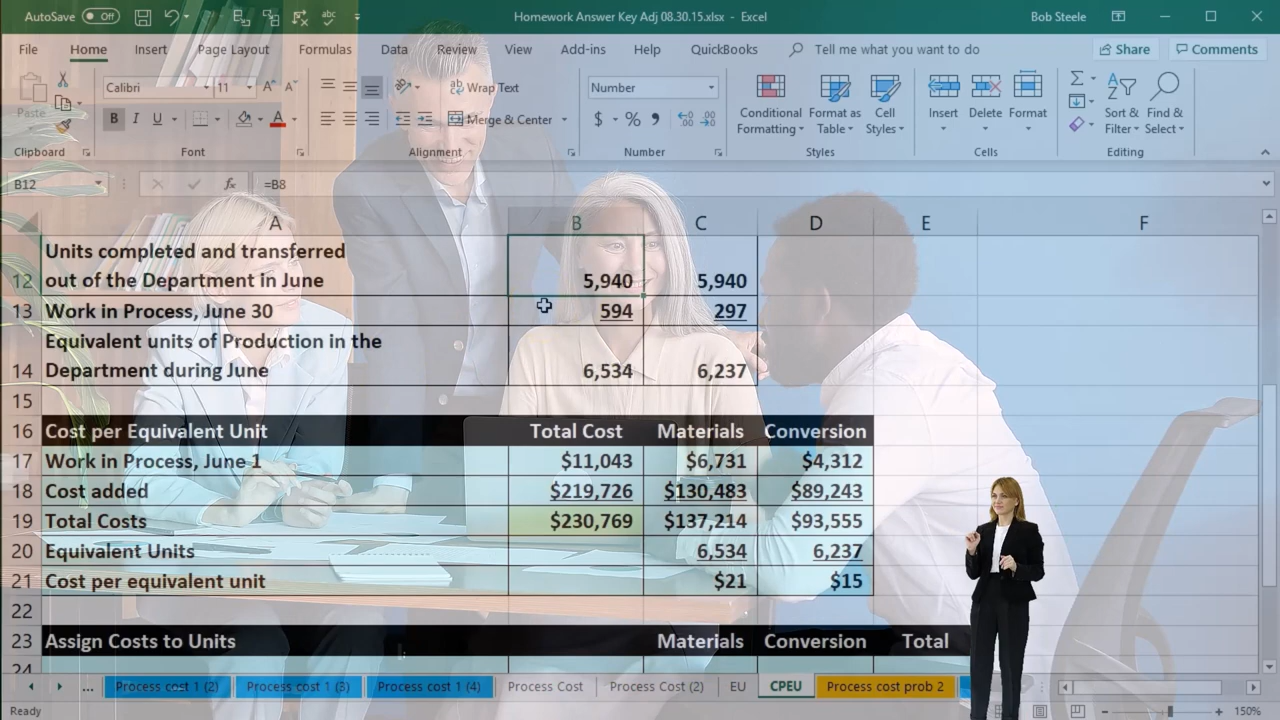 AutoSave Off Homework Answer Key Adj 08.30.15.xlsx - Excel Bob Steele
File Home Insert Page Layout Formulas Data Review View Add-ins Help QuickBooks Tell me what you want to do Share Comments
Calibri 11 Wrap Text Number
Paste B I U A Merge & Center $ % Conditional Formatting Format as Table Cell Styles Insert Delete Format Sort & Filter Find & Select
Clipboard Font Alignment Number Styles Cells Editing
B12 fx =B8
A B C D E F
Units completed and transferred
12 out of the Department in June 5,940 5,940
13 Work in Process, June 30 594 297
Equivalent units of Production in the
14 Department during June 6,534 6,237
15
16 Cost per Equivalent Unit Total Cost Materials Conversion
17 Work in Process, June 1 $11,043 $6,731 $4,312
18 Cost added $219,726 $130,483 $89,243
19 Total Costs $230,769 $137,214 $93,555
20 Equivalent Units 6,534 6,237
21 Cost per equivalent unit $21 $15
22
23 Assign Costs to Units Materials Conversion Total
24
... Process cost 1 (2) Process cost 1 (3) Process cost 1 (4) Process Cost Process Cost (2) EU CPEU Process cost prob 2
Ready 150%